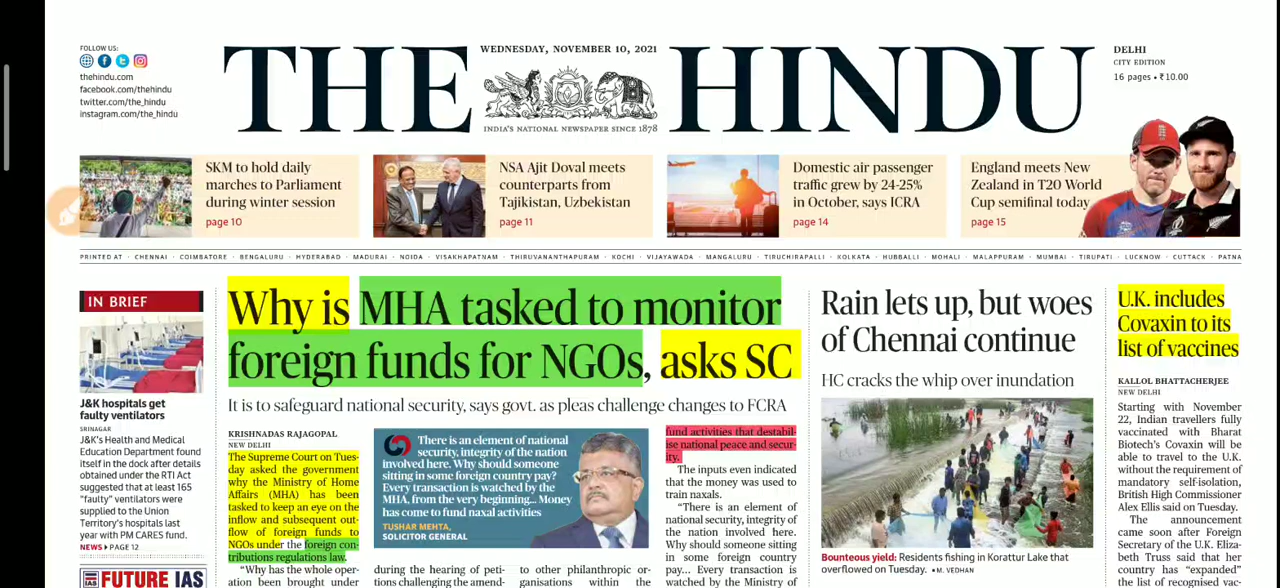 FOLLOW US:
thehindu.com
facebook.com/thehindu
twitter.com/the_hindu
instagram.com/the_hindu
THE HINDU
WEDNESDAY, NOVEMBER 10, 2021
INDIA'S NATIONAL NEWSPAPER SINCE 1878
DELHI
CITY EDITION
16 pages • ₹10.00
SKM to hold daily
marches to Parliament
during winter session
page 10
NSA Ajit Doval meets
counterparts from
Tajikistan, Uzbekistan
page 11
Domestic air passenger
traffic grew by 24-25%
in October, says ICRA
page 14
England meets New
Zealand in T20 World
Cup semifinal today
page 15
PRINTED AT · CHENNAI · COIMBATORE · BENGALURU · HYDERABAD · MADURAI · NOIDA · VISAKHAPATNAM · THIRUVANANTHAPURAM · KOCHI · VIJAYAWADA · MANGALURU · TIRUCHIRAPALLI · KOLKATA · HUBBALLI · MOHALI · MALAPPURAM · MUMBAI · TIRUPATI · LUCKNOW · CUTTACK · PATNA
IN BRIEF
J&K hospitals get
faulty ventilators
SRINAGAR
J&K's Health and Medical
Education Department found
itself in the dock after details
obtained under the RTI Act
suggested that at least 165
"faulty" ventilators were
supplied to the Union
Territory's hospitals last
year with PM CARES fund.
NEWS PAGE 12
FUTURE IAS
Why is MHA tasked to monitor
foreign funds for NGOs, asks SC
It is to safeguard national security, says govt. as pleas challenge changes to FCRA
KRISHNADAS RAJAGOPAL
NEW DELHI
The Supreme Court on Tues-
day asked the government
why the Ministry of Home
Affairs (MHA) has been
tasked to keep an eye on the
inflow and subsequent out-
flow of foreign funds to
NGOs under the foreign con-
tributions regulations law.
"Why has the whole oper-
ation been brought under
There is an element of national
security, integrity of the nation
involved here. Why should someone
sitting in some foreign country
pay? Every transaction is
watched by the MHA, from
the very beginning... Money
has come to fund naxal activities
TUSHAR MEHTA,
SOLICITOR GENERAL
during the hearing of peti-
tions challenging the amend-
to other philanthropic or-
ganisations within the
fund activities that destabil-
ise national peace and secur-
ity.
The inputs even indicated
that the money was used to
train naxals.
"There is an element of
national security, integrity of
the nation involved here.
Why should someone sitting
in some foreign country
pay... Every transaction is
watched by the Ministry of
Rain lets up, but woes
of Chennai continue
HC cracks the whip over inundation
Bounteous yield: Residents fishing in Korattur Lake that
overflowed on Tuesday. • M. VEDHAN
U.K. includes
Covaxin to its
list of vaccines
KALLOL BHATTACHERJEE
NEW DELHI
Starting with November
22, Indian travellers fully
vaccinated with Bharat
Biotech's Covaxin will be
able to travel to the U.K.
without the requirement of
mandatory self-isolation,
British High Commissioner
Alex Ellis said on Tuesday.
The announcement
came soon after Foreign
Secretary of the U.K. Eliza-
beth Truss said that her
country has "expanded"
the list of recognised vac-